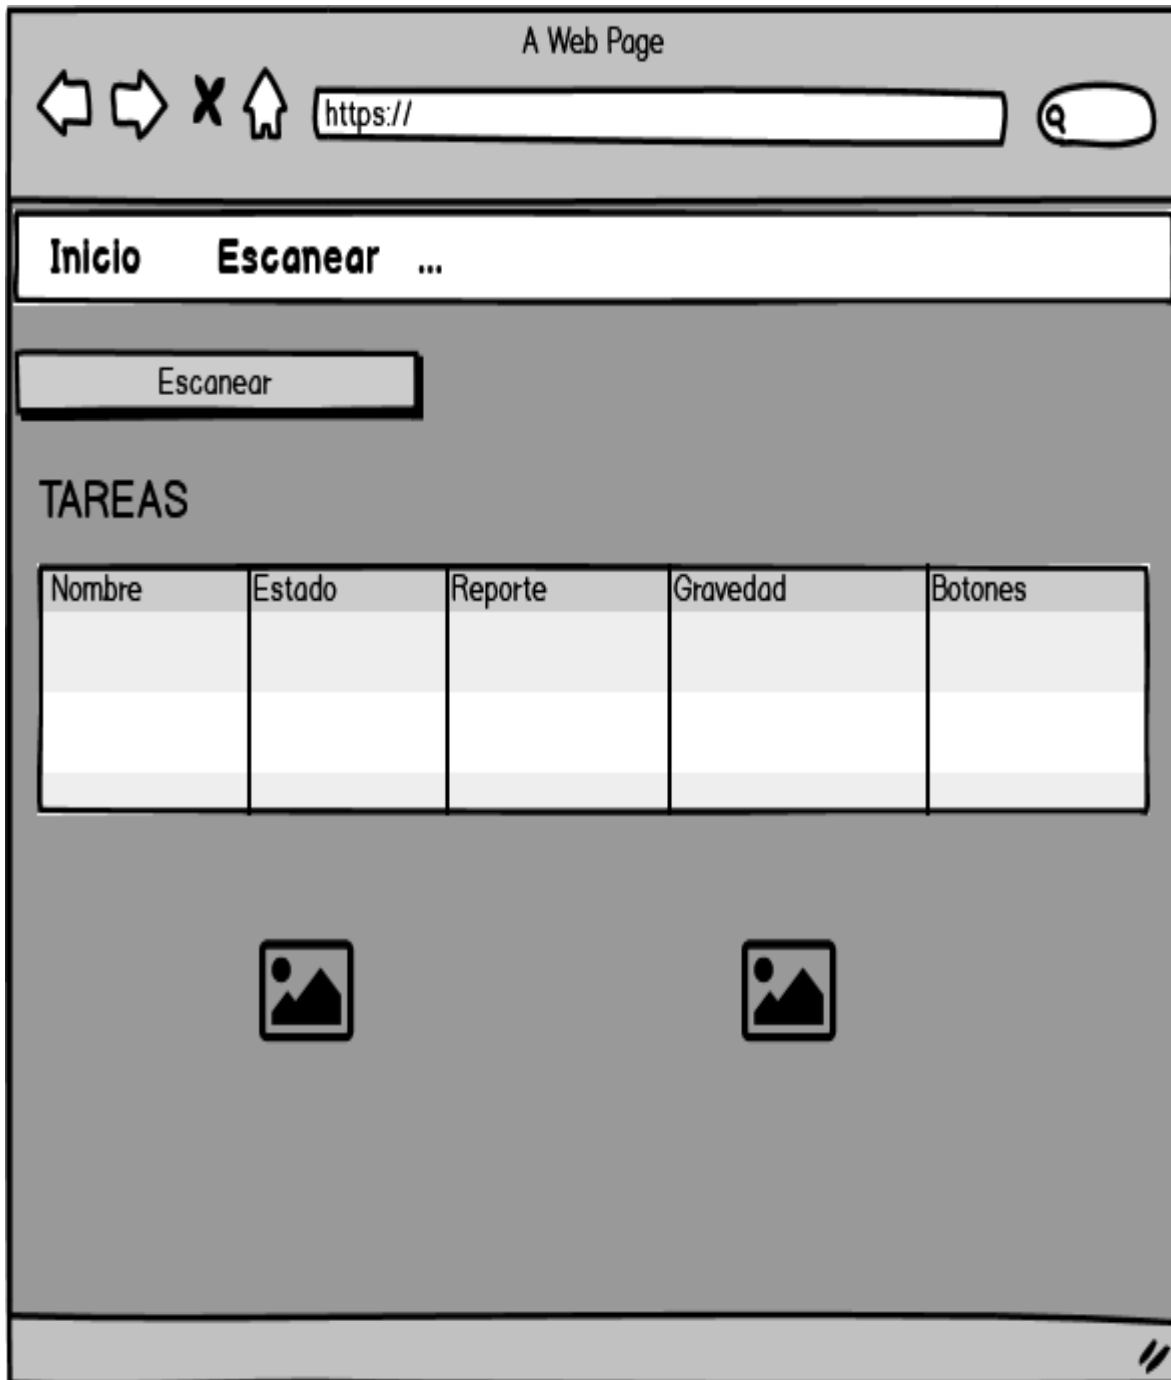 A Web Page
https://
Inicio Escanear ...
Escanear
TAREAS
Nombre Estado Reporte Gravedad Botones